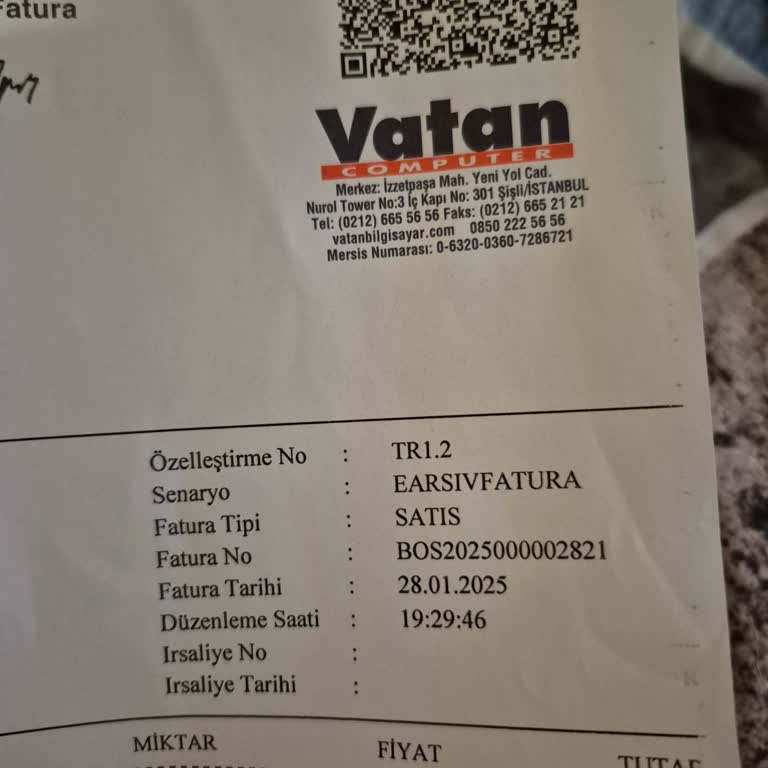 Fatura
Vatan
COMPUTER
Merkez: İzzetpaşa Mah. Yeni Yol Cad.
Nurol Tower No:3 İç Kapı No: 301 Şişli/İSTANBUL
Tel: (0212) 665 56 56 Faks: (0212) 665 21 21
vatanbilgisayar.com 0850 222 56 56
Mersis Numarası: 0-6320-0360-7286721
Özelleştirme No : TR1.2
Senaryo : EARSIVFATURA
Fatura Tipi : SATIS
Fatura No : BOS2025000002821
Fatura Tarihi : 28.01.2025
Düzenleme Saati : 19:29:46
Irsaliye No :
Irsaliye Tarihi :
MİKTAR FİYAT